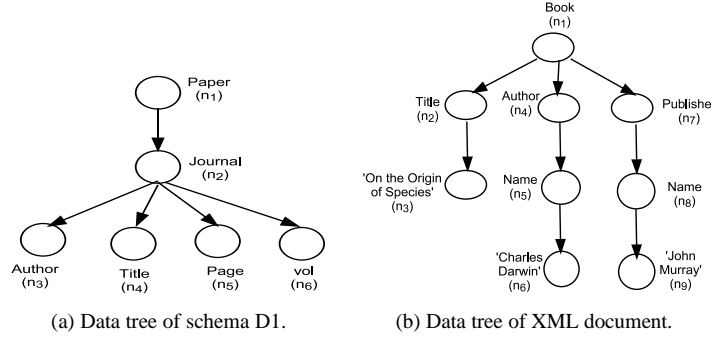 Paper
(n1)
Journal
(n2)
Author
(n3)
Title
(n4)
Page
(n5)
vol
(n6)
(a) Data tree of schema D1.
Book
(n1)
Title
(n2)
Author
(n4)
Publishe
(n7)
'On the Origin
of Species'
(n3)
Name
(n5)
Name
(n8)
'Charles
Darwin'
(n6)
'John
Murray'
(n9)
(b) Data tree of XML document.